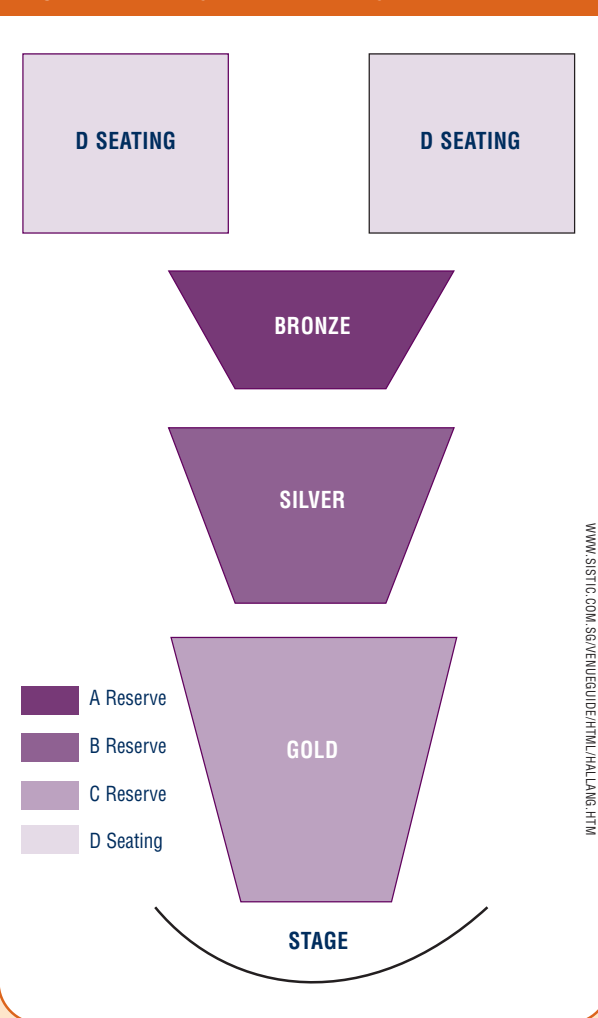 D SEATING
D SEATING
BRONZE
SILVER
GOLD
A Reserve
B Reserve
C Reserve
D Seating
STAGE
WWW.SISTIC.COM.SG/VENUEGUIDE/HTML/HALLANG.HTM